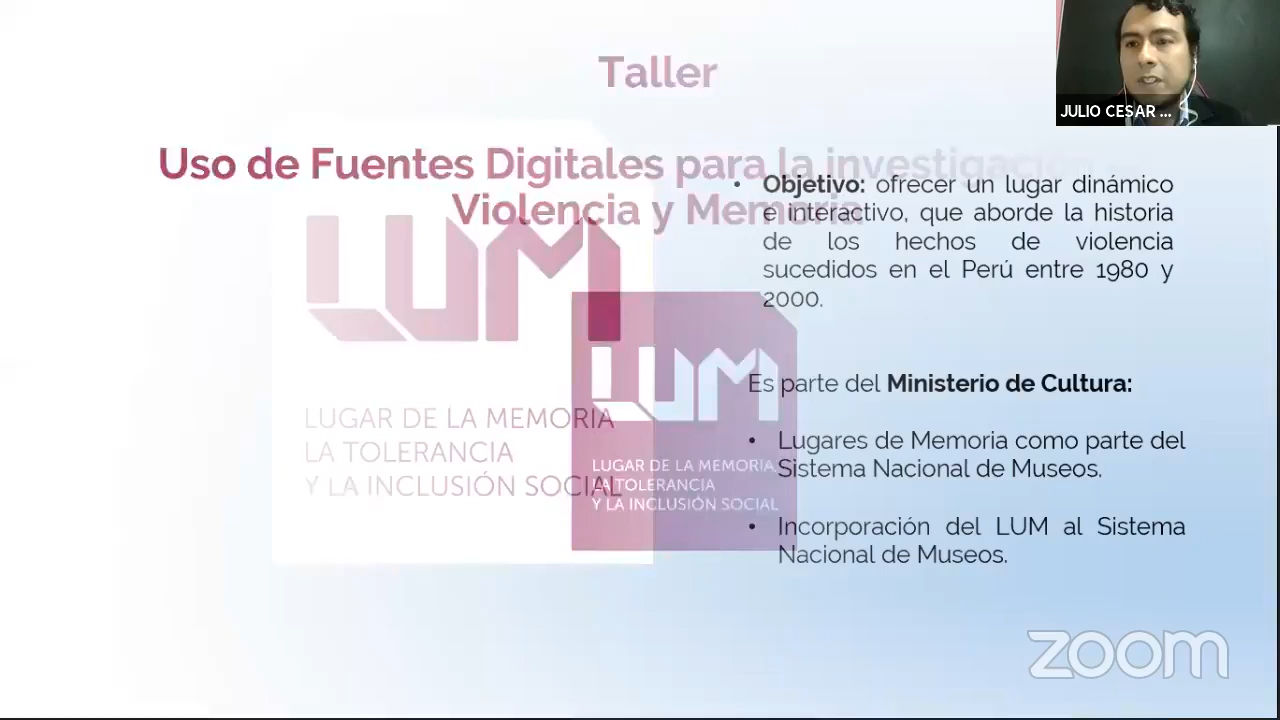 Taller
Uso de Fuentes Digitales para la investigación
Violencia y Memoria
JULIO CESAR ...
• Objetivo: ofrecer un lugar dinámico
e interactivo, que aborde la historia
de los hechos de violencia
sucedidos en el Perú entre 1980 y
2000.
Es parte del Ministerio de Cultura:
• Lugares de Memoria como parte del
Sistema Nacional de Museos.
• Incorporación del LUM al Sistema
Nacional de Museos.
LUM
LUGAR DE LA MEMORIA
LA TOLERANCIA
Y LA INCLUSIÓN SOCIAL
LUM
LUGAR DE LA MEMORIA,
LA TOLERANCIA
Y LA INCLUSIÓN SOCIAL
zoom